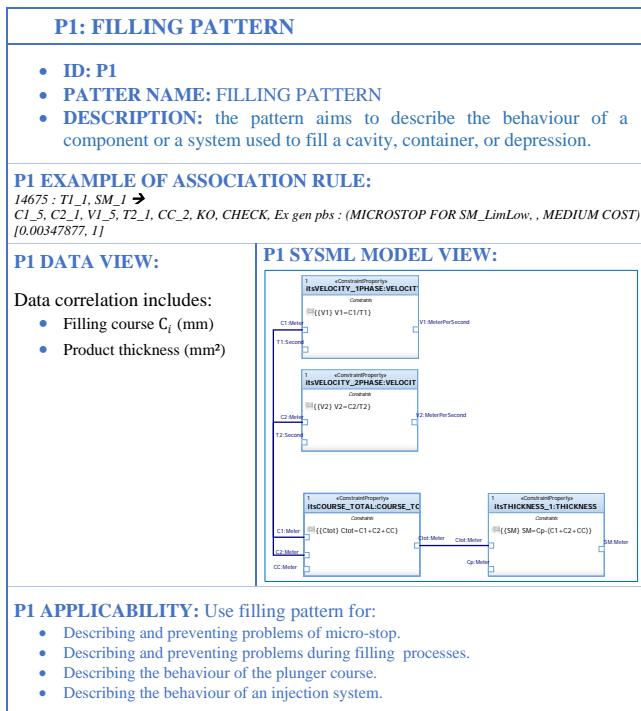 P1: FILLING PATTERN
• ID: P1
• PATTER NAME: FILLING PATTERN
• DESCRIPTION: the pattern aims to describe the behaviour of a
component or a system used to fill a cavity, container, or depression.
P1 EXAMPLE OF ASSOCIATION RULE:
14675 : T1_1, SM_1 ➔
C1_5, C2_1, V1_5, T2_1, CC_2, KO, CHECK, Ex gen pbs : (MICROSTOP FOR SM_LimLow, , MEDIUM COST)
[0.00347877, 1]
P1 DATA VIEW:
Data correlation includes:
• Filling course C_i (mm)
• Product thickness (mm²)
P1 SYSML MODEL VIEW:
1 «ConstraintProperty»
itsVELOCITY_1PHASE:VELOCIT
Constraints
{{V1} V1=C1/T1}
C1:Meter
T1:Second
V1:MeterPerSecond
1 «ConstraintProperty»
itsVELOCITY_2PHASE:VELOCIT
Constraints
{{V2} V2=C2/T2}
C2:Meter
T2:Second
V2:MeterPerSecond
1 «ConstraintProperty»
itsCOURSE_TOTAL:COURSE_TO
Constraints
{{Ctot} Ctot=C1+C2+CC}
C1:Meter
C2:Meter
CC:Meter
Ctot:Meter
1 «ConstraintProperty»
itsTHICKNESS_1:THICKNESS
Constraints
{{SM} SM=Cp-(C1+C2+CC)}
Ctot:Meter
Cp:Meter
SM:Meter
P1 APPLICABILITY: Use filling pattern for:
• Describing and preventing problems of micro-stop.
• Describing and preventing problems during filling processes.
• Describing the behaviour of the plunger course.
• Describing the behaviour of an injection system.